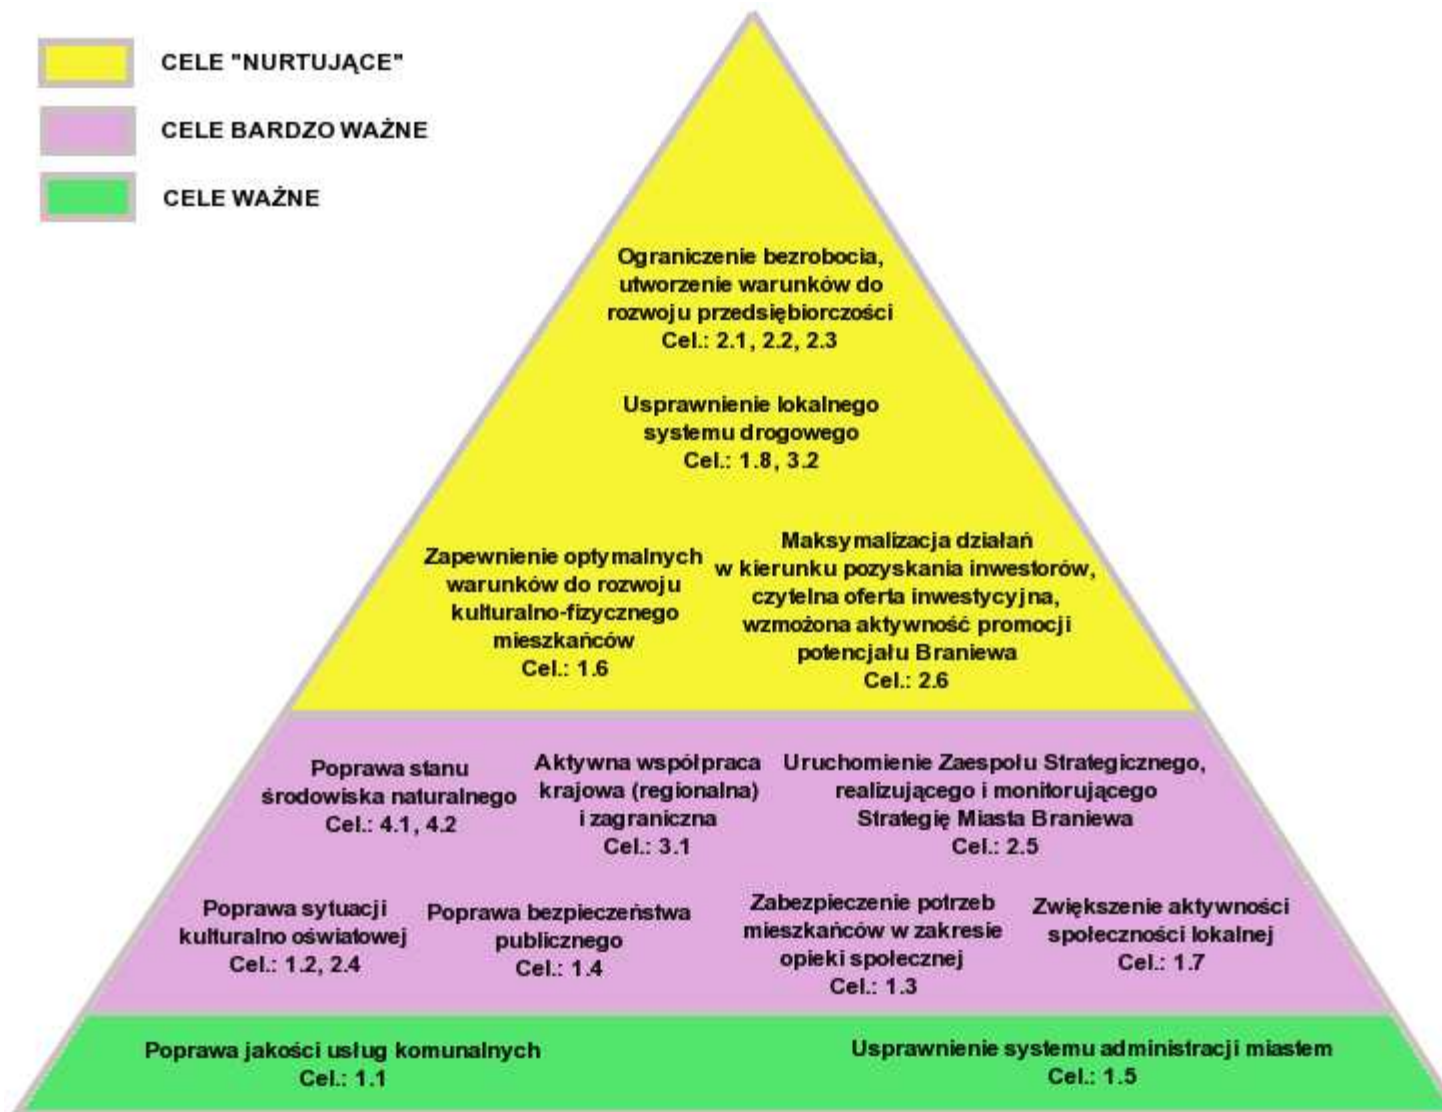 CELE "NURTUJĄCE"
CELE BARDZO WAŻNE
CELE WAŻNE
Ograniczenie bezrobocia,
utworzenie warunków do
rozwoju przedsiębiorczości
Cel.: 2.1, 2.2, 2.3
Usprawnienie lokalnego
systemu drogowego
Cel.: 1.8, 3.2
Zapewnienie optymalnych
warunków do rozwoju
kulturalno-fizycznego
mieszkańców
Cel.: 1.6
Maksymalizacja działań
w kierunku pozyskania inwestorów,
czytelna oferta inwestycyjna,
wzmożona aktywność promocji
potencjału Braniewa
Cel.: 2.6
Poprawa stanu
środowiska naturalnego
Cel.: 4.1, 4.2
Aktywna współpraca
krajowa (regionalna)
i zagraniczna
Cel.: 3.1
Uruchomienie Zaespołu Strategicznego,
realizującego i monitorującego
Strategię Miasta Braniewa
Cel.: 2.5
Poprawa sytuacji
kulturalno oświatowej
Cel.: 1.2, 2.4
Poprawa bezpieczeństwa
publicznego
Cel.: 1.4
Zabezpieczenie potrzeb
mieszkańców w zakresie
opieki społecznej
Cel.: 1.3
Zwiększenie aktywności
społeczności lokalnej
Cel.: 1.7
Poprawa jakości usług komunalnych
Cel.: 1.1
Usprawnienie systemu administracji miastem
Cel.: 1.5